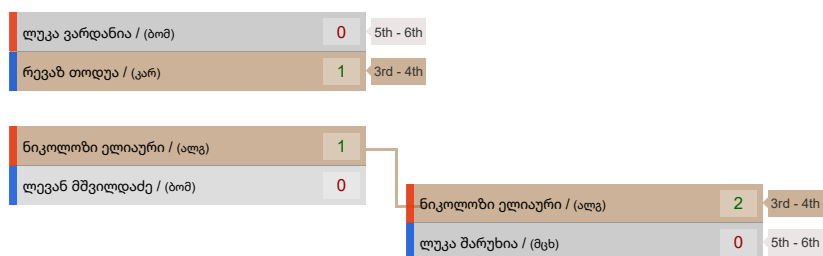 ლუკა ვარდანია / (ბომ) 0 5th - 6th
რევაზ თოდუა / (კარ) 1 3rd - 4th
ნიკოლოზი ელიაური / (ალგ) 1
ლევან მშვილდაძე / (ბომ) 0
ნიკოლოზი ელიაური / (ალგ) 2 3rd - 4th
ლუკა შარუხია / (მცხ) 0 5th - 6th